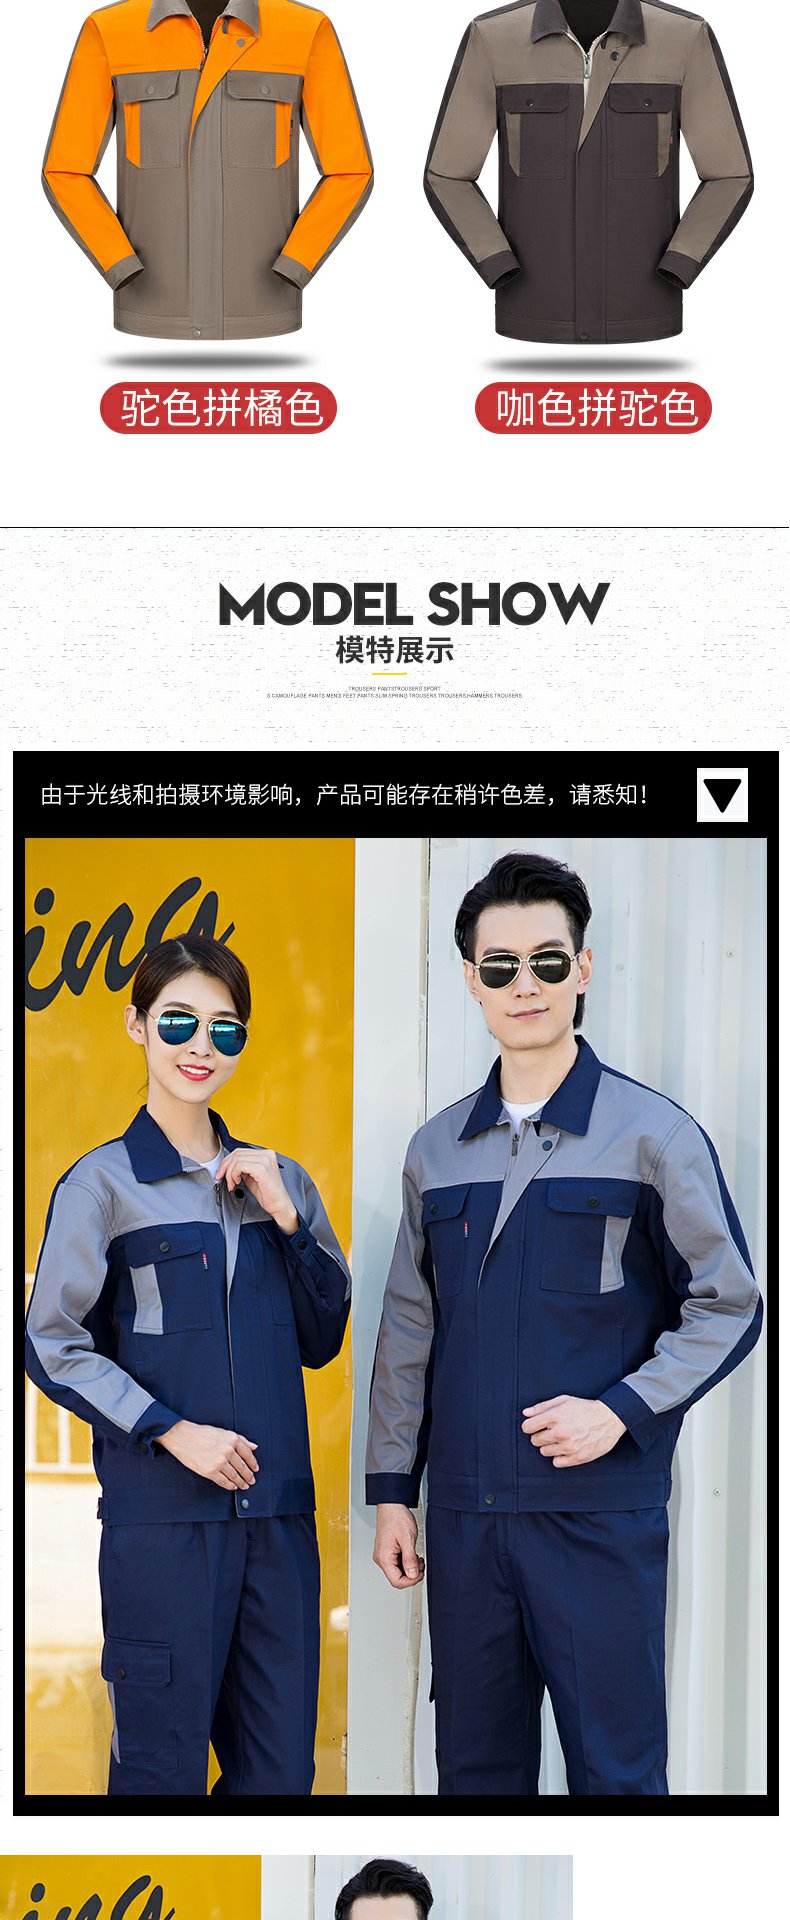 驼色拼橘色
咖色拼驼色
MODEL SHOW
模特展示
TROUSERS PANTSTROUSERS SPORT
S CAMOUFLAGE PANTS MEN'S FEET PANTS SLIM SPRING TROUSERS TROUSERS.HAMMERS TROUSERS
由于光线和拍摄环境影响，产品可能存在稍许色差，请悉知！
ing
ing